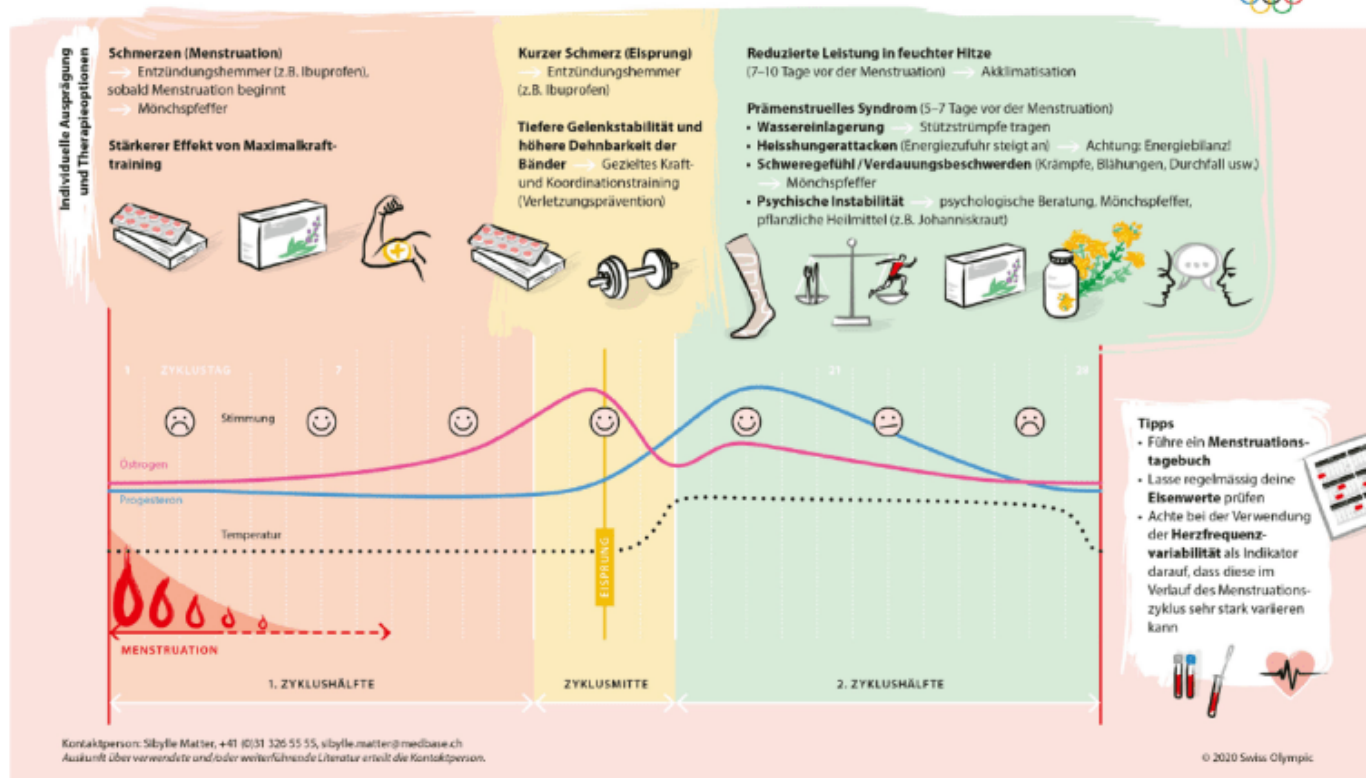 Individuelle Ausprägung
und Therapieoptionen
Schmerzen (Menstruation)
→ Entzündungshemmer (z.B. Ibuprofen),
sobald Menstruation beginnt
→ Mönchspfeffer
Stärkerer Effekt von Maximalkraft-
training
Kurzer Schmerz (Eisprung)
→ Entzündungshemmer
(z.B. Ibuprofen)
Tiefere Gelenkstabilität und
höhere Dehnbarkeit der
Bänder → Gezieltes Kraft-
und Koordinationstraining
(Verletzungsprävention)
Reduzierte Leistung in feuchter Hitze
(7–10 Tage vor der Menstruation) → Akklimatisation
Prämenstruelles Syndrom (5–7 Tage vor der Menstruation)
• Wassereinlagerung → Stützstrümpfe tragen
• Heisshungerattacken (Energiezufuhr steigt an) → Achtung: Energiebilanz!
• Schweregefühl / Verdauungsbeschwerden (Krämpfe, Blähungen, Durchfall usw.)
→ Mönchspfeffer
• Psychische Instabilität → psychologische Beratung, Mönchspfeffer,
pflanzliche Heilmittel (z.B. Johanniskraut)
1 ZYKLUSTAG 7 21 28
Stimmung
Östrogen
Progesteron
Temperatur
EISPRUNG
MENSTRUATION
1. ZYKLUSHÄLFTE
ZYKLUSMITTE
2. ZYKLUSHÄLFTE
Tipps
• Führe ein Menstruations-
tagebuch
• Lasse regelmässig deine
Eisenwerte prüfen
• Achte bei der Verwendung
der Herzfrequenz-
variabilität als Indikator
darauf, dass diese im
Verlauf des Menstruations-
zyklus sehr stark variieren
kann
Kontaktperson: Sibylle Matter, +41 (0)31 326 55 55, sibylle.matter@medbase.ch
Auskunft über verwendete und/oder weiterführende Literatur erteilt die Kontaktperson.
© 2020 Swiss Olympic